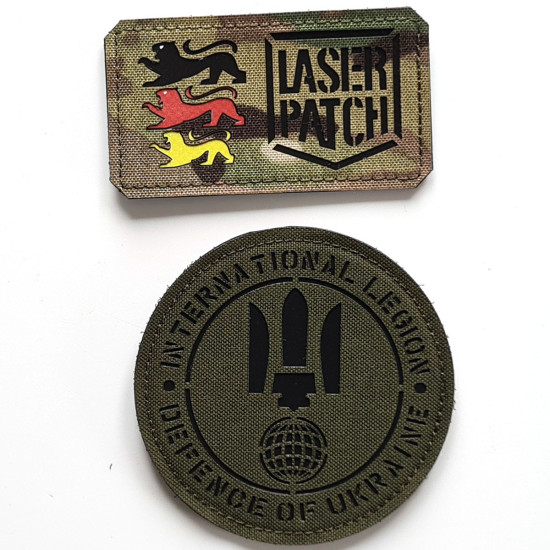 LASER
PATCH
INTERNATIONAL LEGION
DEFENCE OF UKRAINE